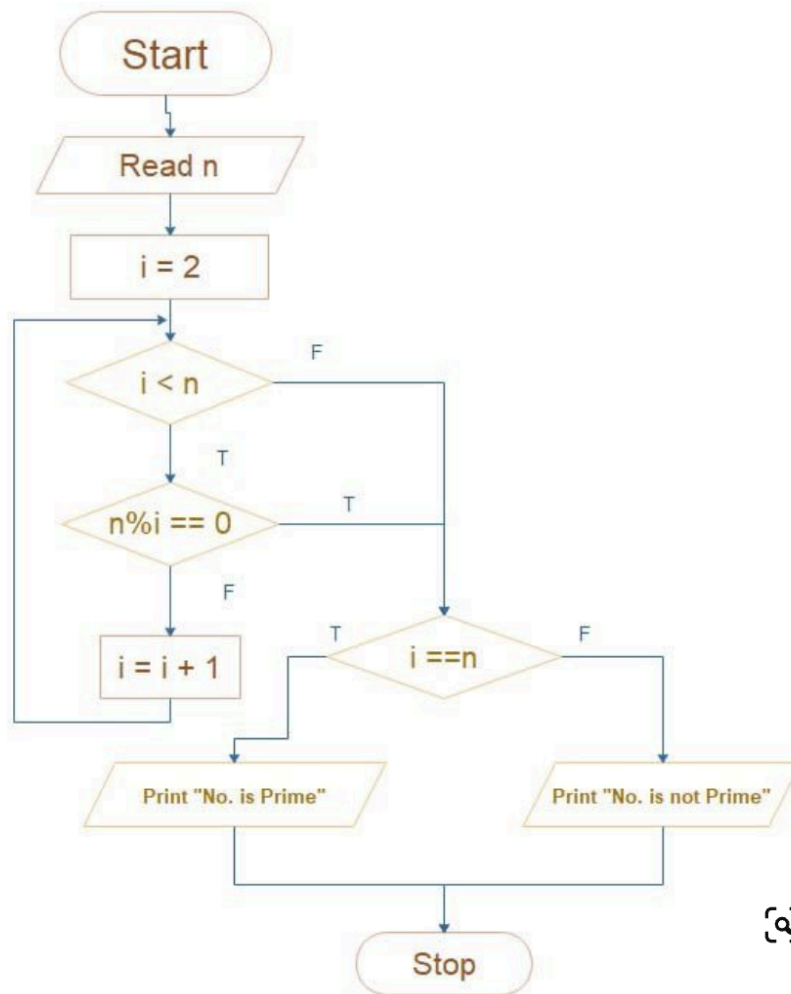 Start
Read n
i = 2
i < n
F
T
n%i == 0
T
F
i = i + 1
T
i ==n
F
Print "No. is Prime"
Print "No. is not Prime"
Stop